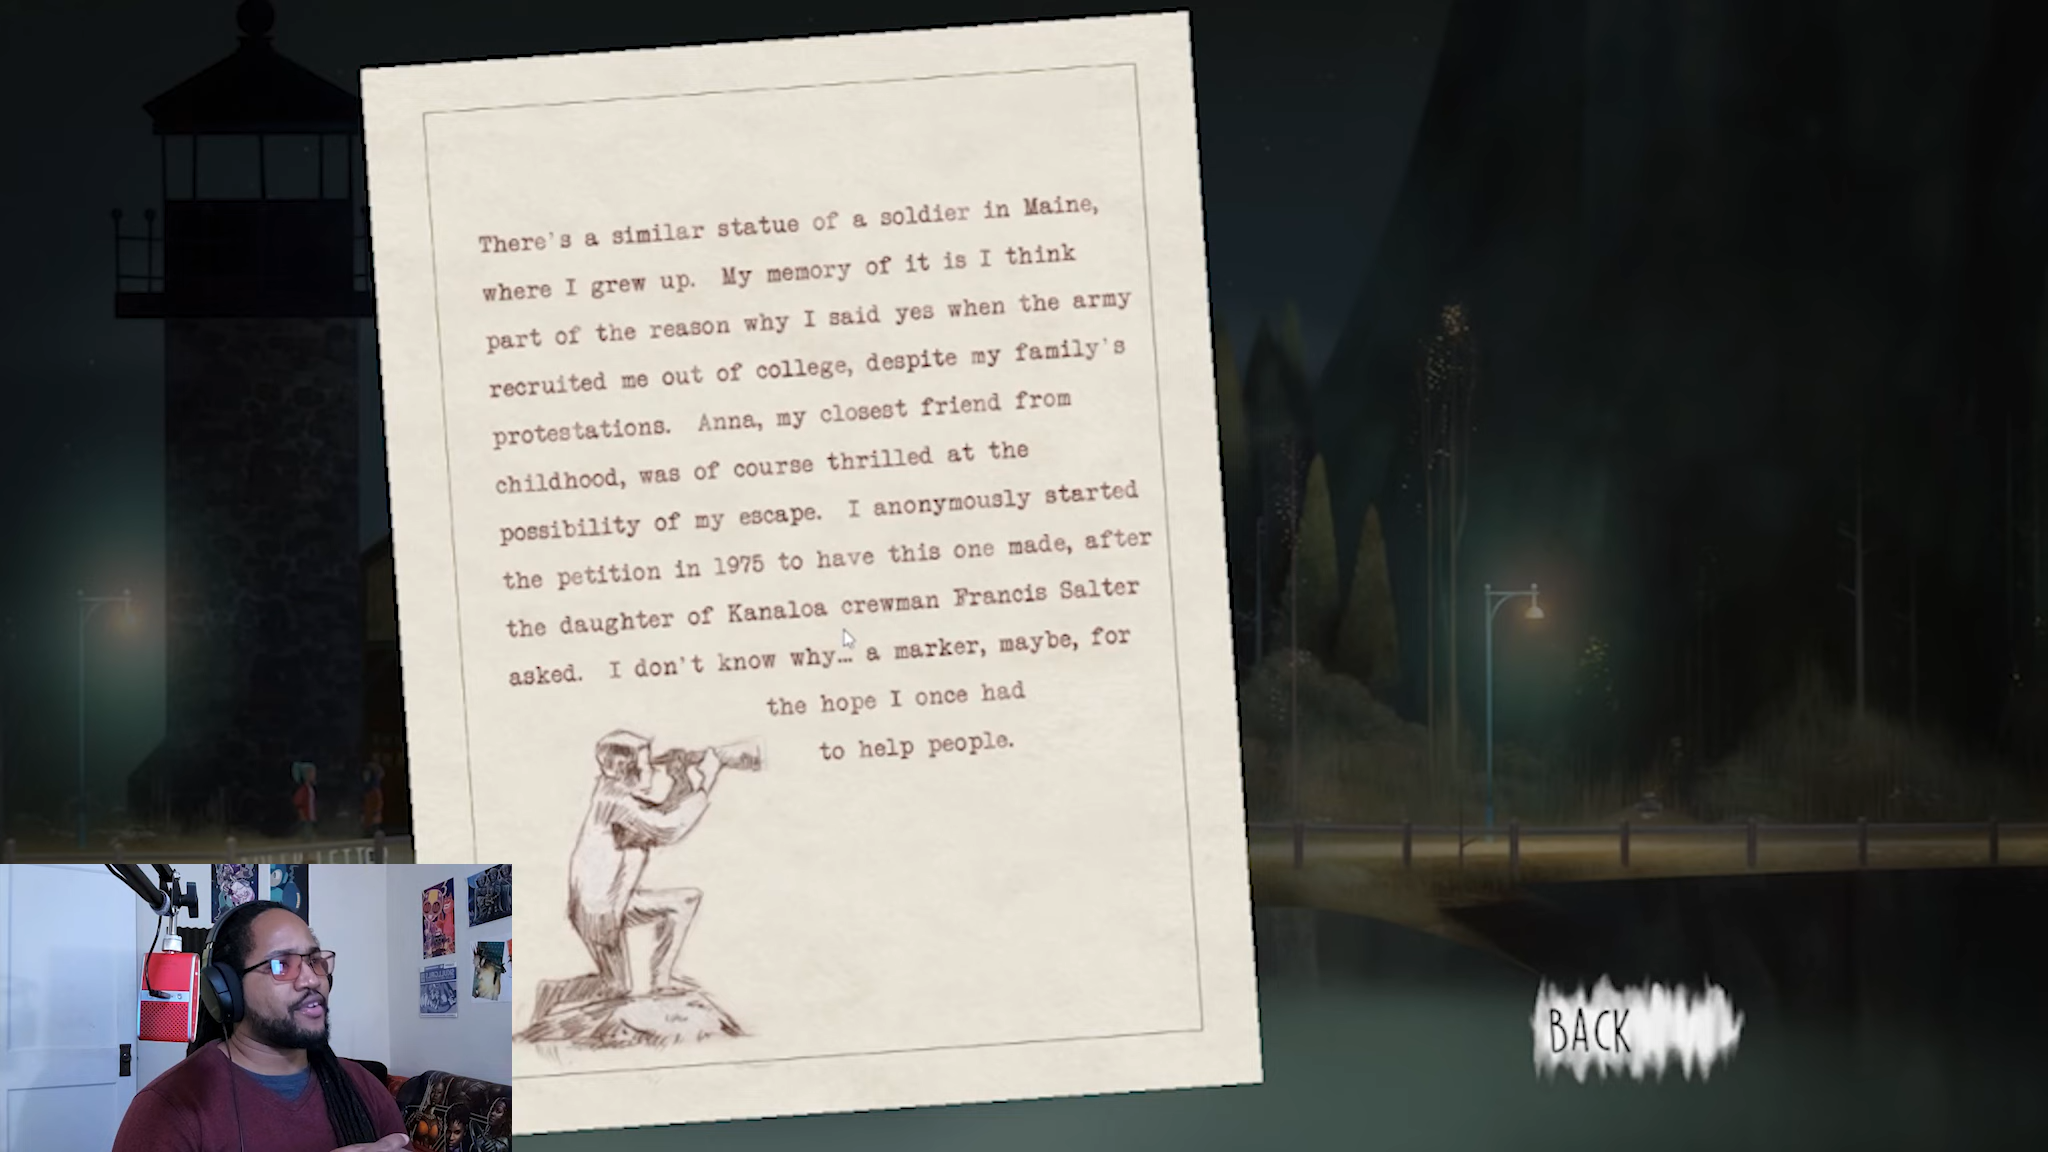 There's a similar statue of a soldier in Maine,
where I grew up. My memory of it is I think
part of the reason why I said yes when the army
recruited me out of college, despite my family's
protestations. Anna, my closest friend from
childhood, was of course thrilled at the
possibility of my escape. I anonymously started
the petition in 1975 to have this one made, after
the daughter of Kanaloa crewman Francis Salter
asked. I don't know why… a marker, maybe, for
the hope I once had
to help people.
BACK